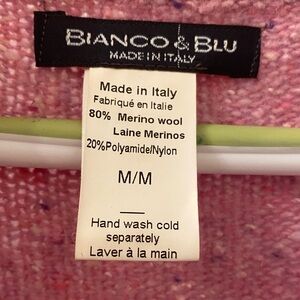 BIANCO & BLU
MADE IN ITALY
Made in Italy
Fabriqué en Italie
80% Merino wool
Laine Merinos
20%Polyamide/Nylon
M/M
Hand wash cold
separately
Laver à la main